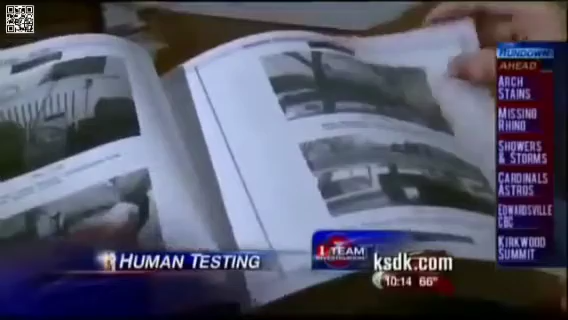 RUNDOWN
AHEAD
ARCH
STAINS
MISSING
RHINO
SHOWERS
& STORMS
CARDINALS
ASTROS
EDWARDSVILLE
CBC
KIRKWOOD
SUMMIT
HUMAN TESTING
I TEAM
ksdk.com
10:14 66°